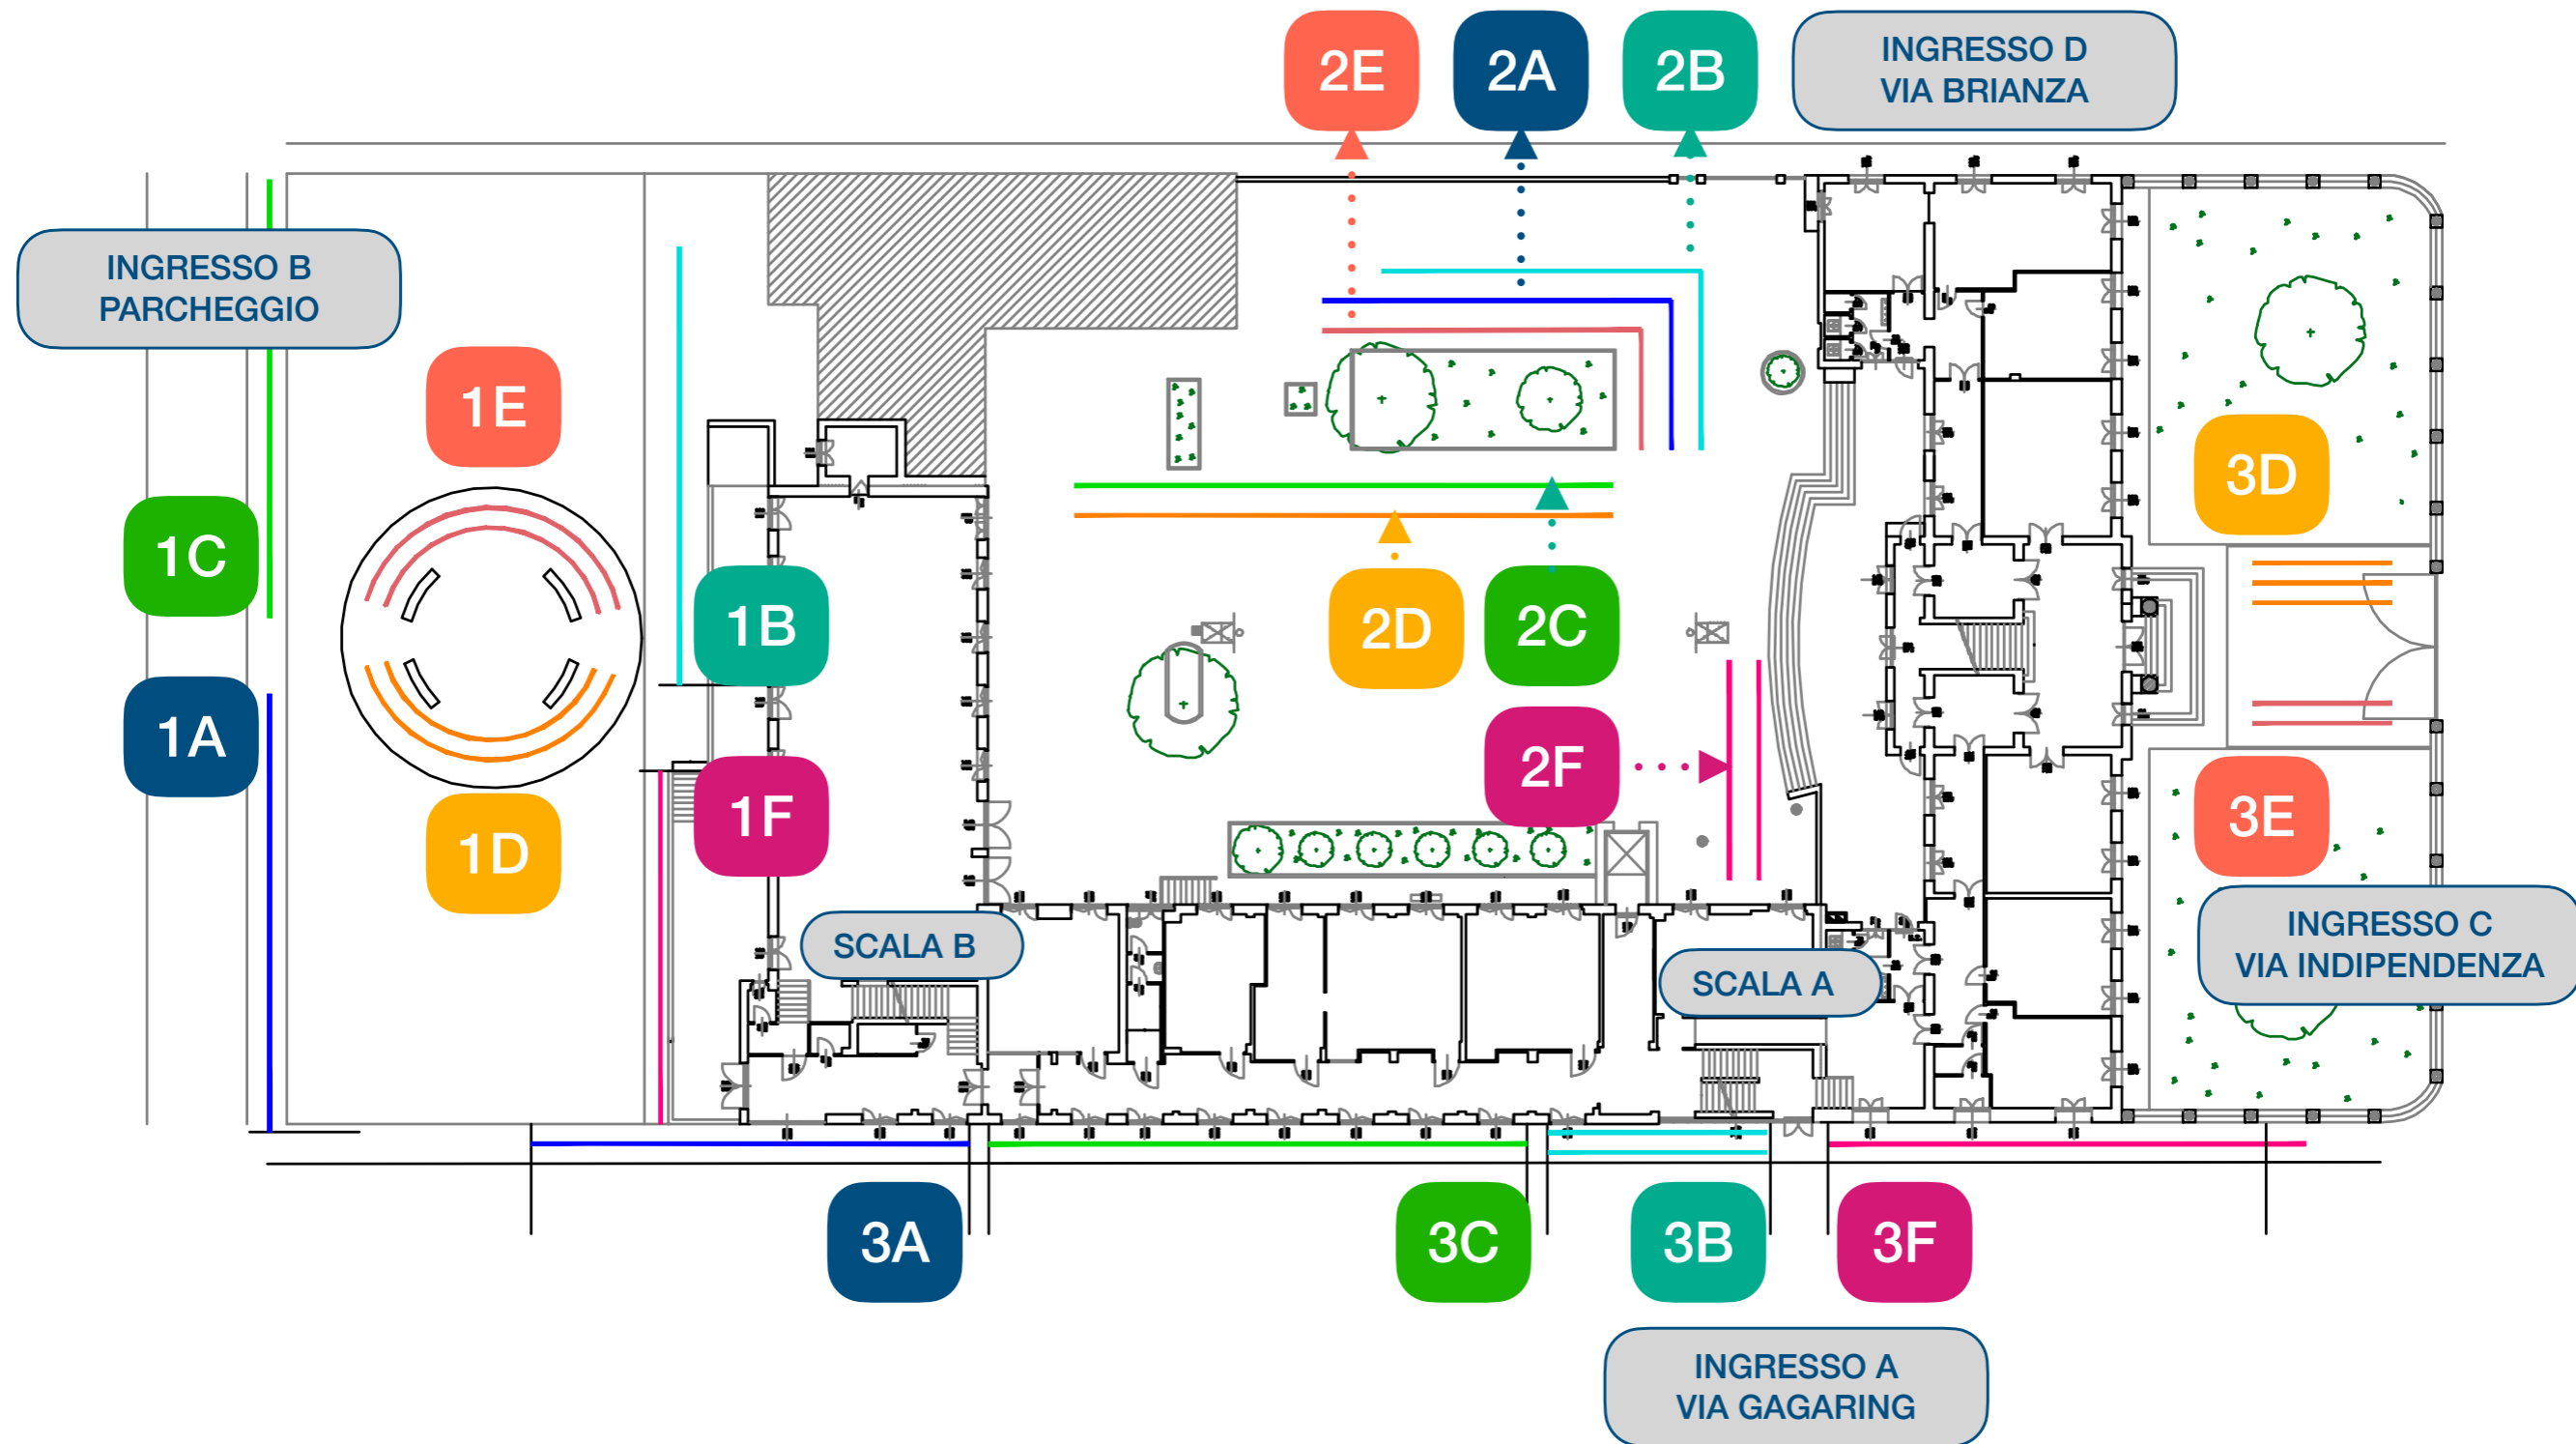 2E
2A
2B
INGRESSO D
VIA BRIANZA
INGRESSO B
PARCHEGGIO
1E
3D
1C
1B
2D
2C
1A
2F
1F
1D
3E
SCALA B
INGRESSO C
VIA INDIPENDENZA
SCALA A
3A
3C
3B
3F
INGRESSO A
VIA GAGARING